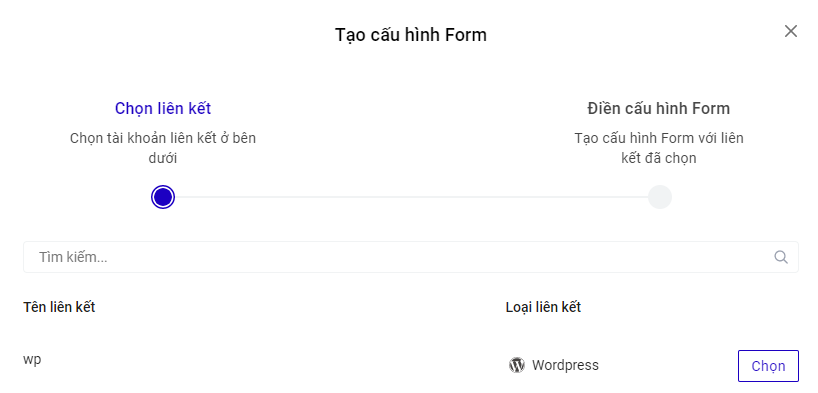 Tạo cấu hình Form
Chọn liên kết
Chọn tài khoản liên kết ở bên
dưới
Điền cấu hình Form
Tạo cấu hình Form với liên
kết đã chọn
Tìm kiếm...
Tên liên kết
Loại liên kết
wp
Wordpress
Chọn